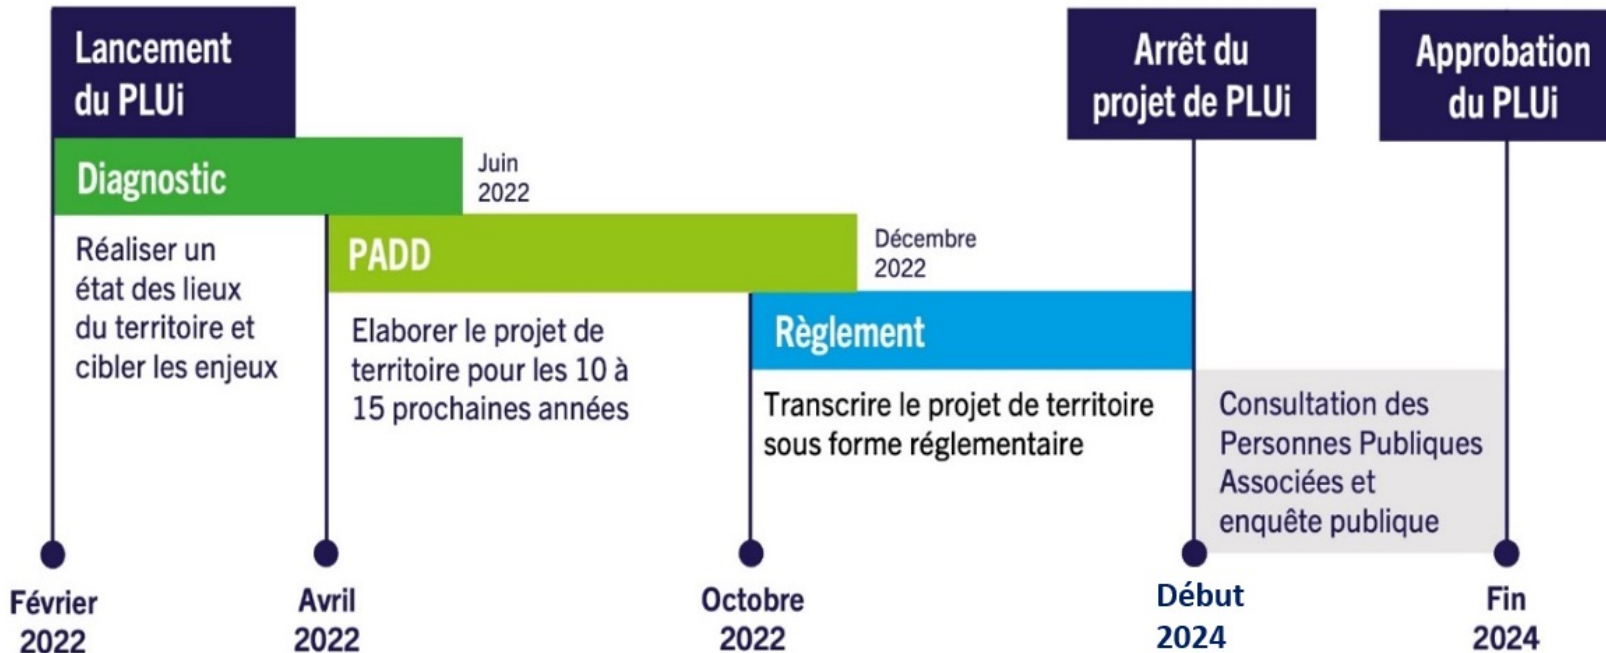 Lancement
du PLUi
Arrêt du
projet de PLUi
Approbation
du PLUi
Diagnostic
Juin
2022
Réaliser un
état des lieux
du territoire et
cibler les enjeux
PADD
Décembre
2022
Elaborer le projet de
territoire pour les 10 à
15 prochaines années
Règlement
Transcrire le projet de territoire
sous forme réglementaire
Consultation des
Personnes Publiques
Associées et
enquête publique
Février
2022
Avril
2022
Octobre
2022
Début
2024
Fin
2024